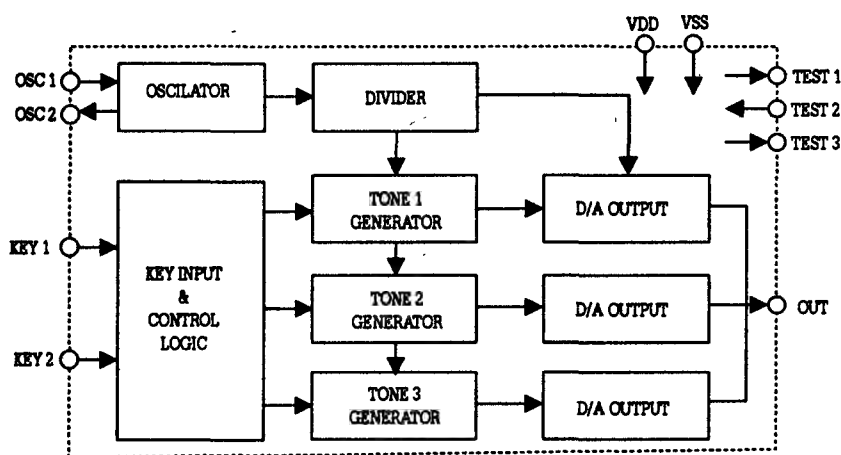 VDD
VSS
OSC 1
OSC 2
OSCILATOR
DIVIDER
TEST 1
TEST 2
TEST 3
KEY 1
KEY 2
KEY INPUT
&
CONTROL
LOGIC
TONE 1
GENERATOR
D/A OUTPUT
TONE 2
GENERATOR
D/A OUTPUT
OUT
TONE 3
GENERATOR
D/A OUTPUT